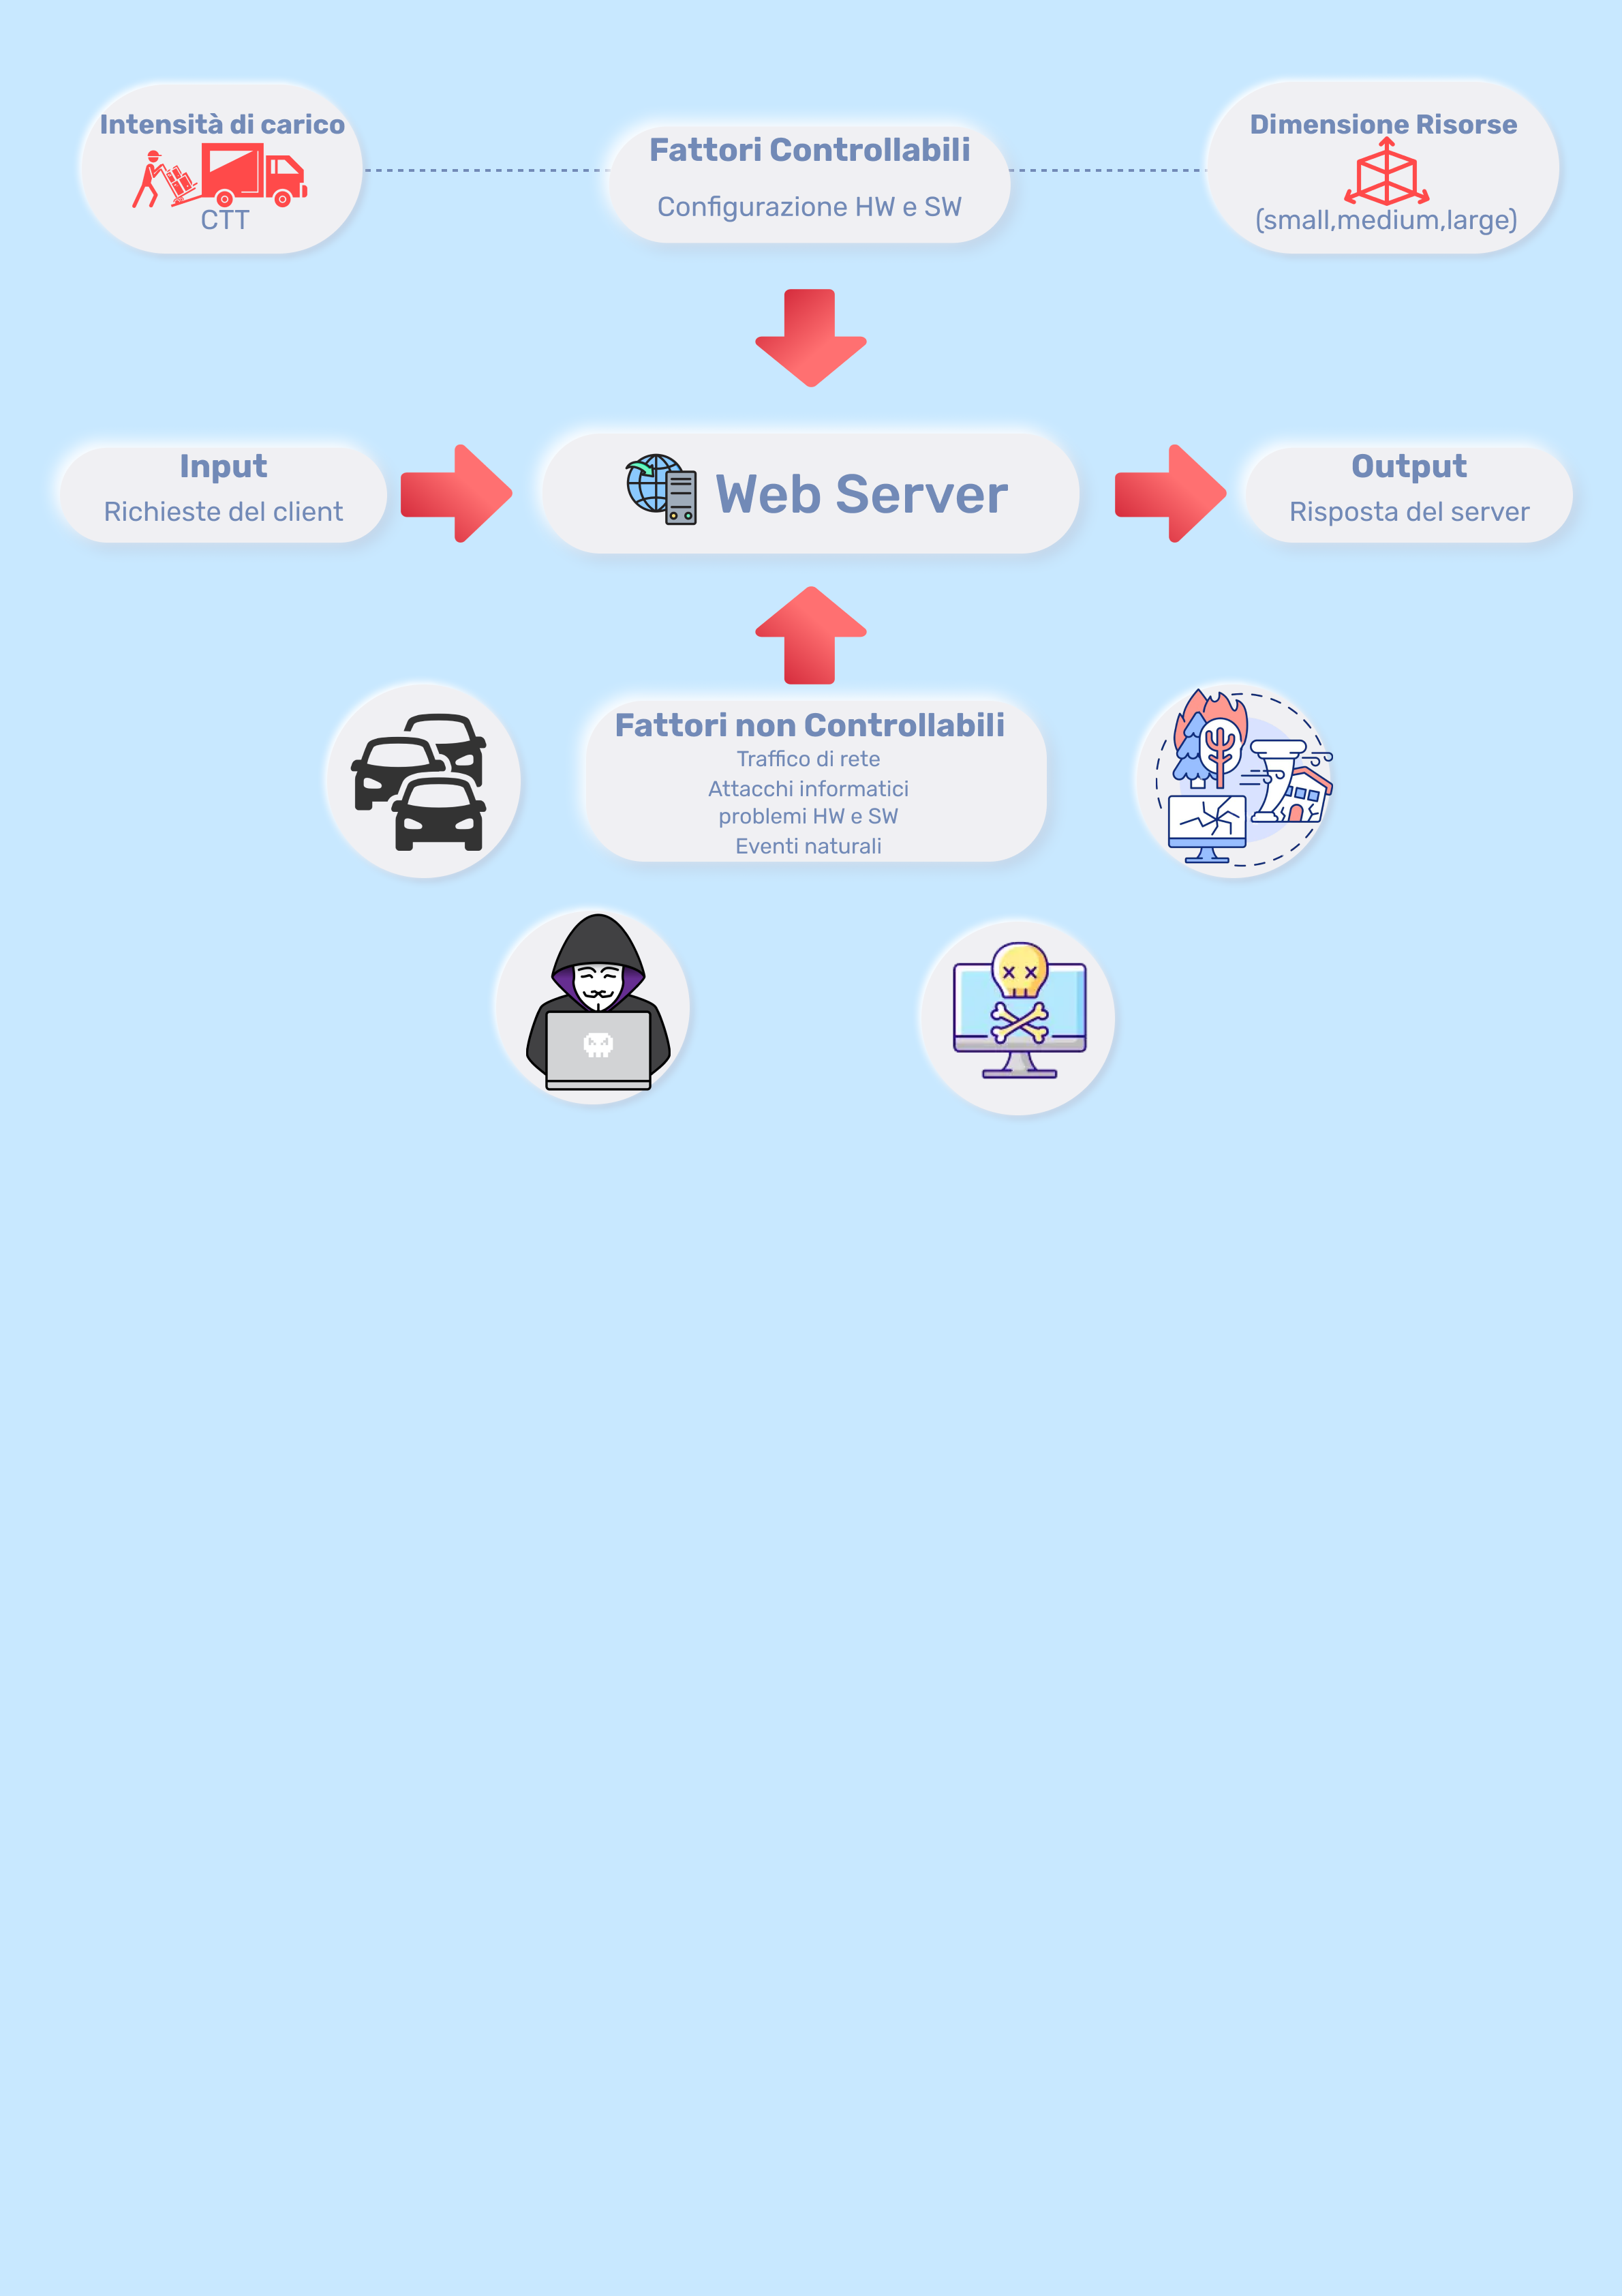 Intensità di carico
CTT
Fattori Controllabili
Configurazione HW e SW
Dimensione Risorse
(small,medium,large)
Input
Richieste del client
Web Server
Output
Risposta del server
Fattori non Controllabili
Traffico di rete
Attacchi informatici
problemi HW e SW
Eventi naturali